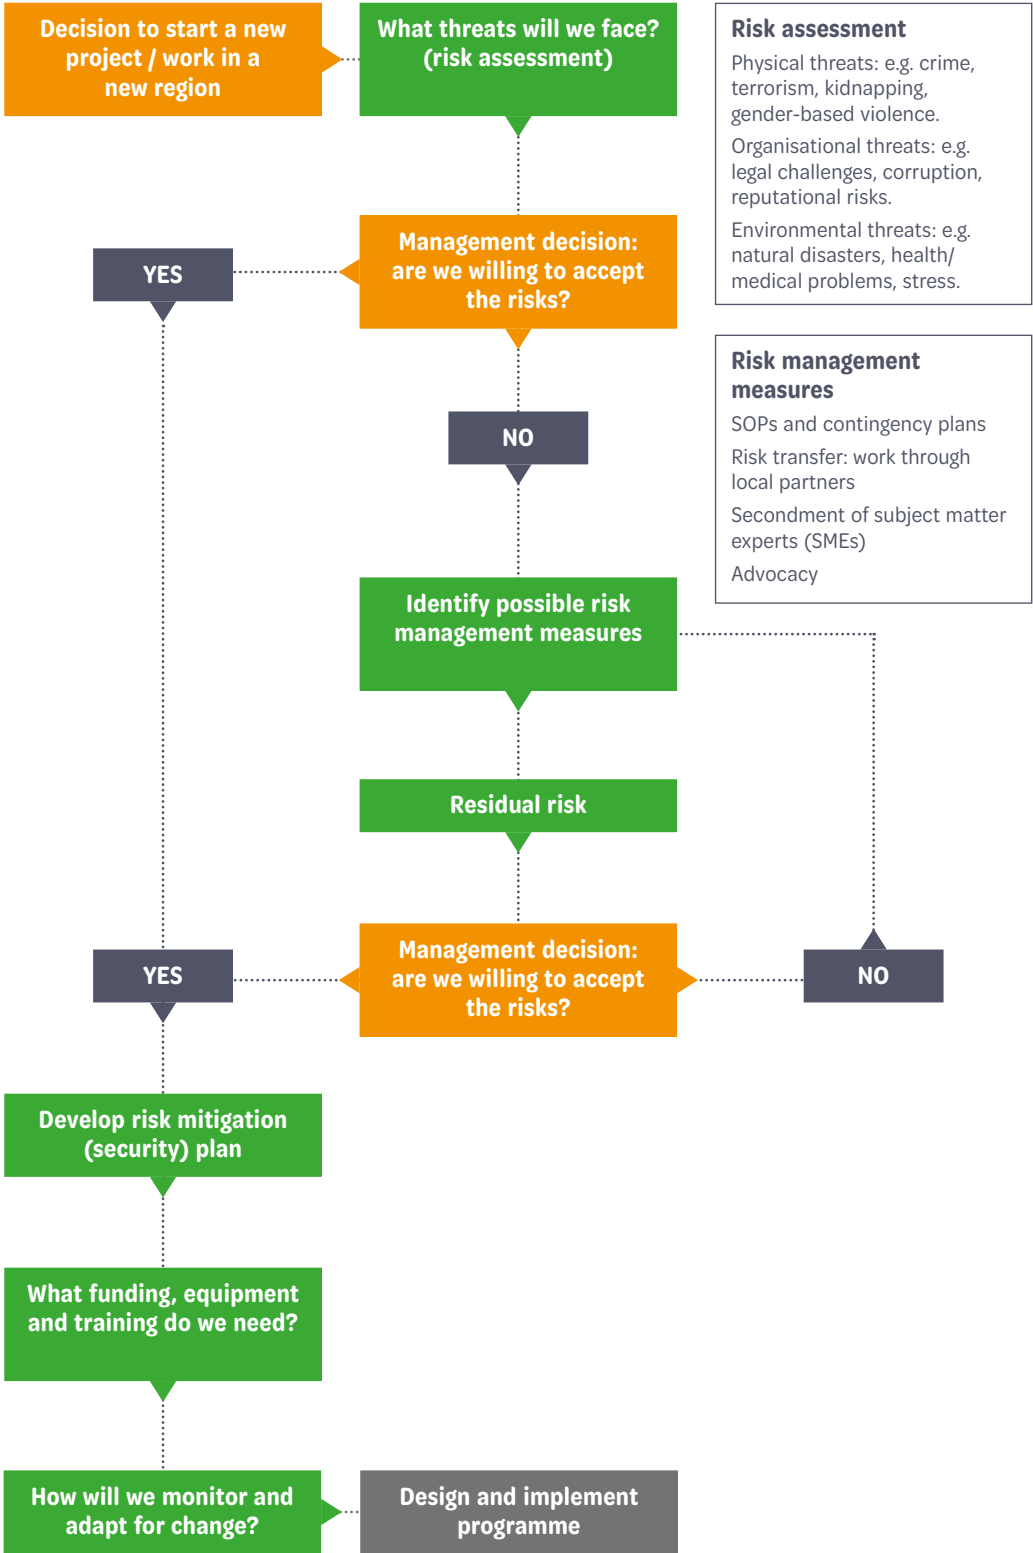 Decision to start a new
project / work in a
new region
What threats will we face?
(risk assessment)
Risk assessment
Physical threats: e.g. crime,
terrorism, kidnapping,
gender-based violence.
Organisational threats: e.g.
legal challenges, corruption,
reputational risks.
Environmental threats: e.g.
natural disasters, health/
medical problems, stress.
Management decision:
are we willing to accept
the risks?
YES
Risk management
measures
SOPs and contingency plans
Risk transfer: work through
local partners
Secondment of subject matter
experts (SMEs)
Advocacy
NO
Identify possible risk
management measures
Residual risk
Management decision:
are we willing to accept
the risks?
YES
NO
Develop risk mitigation
(security) plan
What funding, equipment
and training do we need?
How will we monitor and
adapt for change?
Design and implement
programme